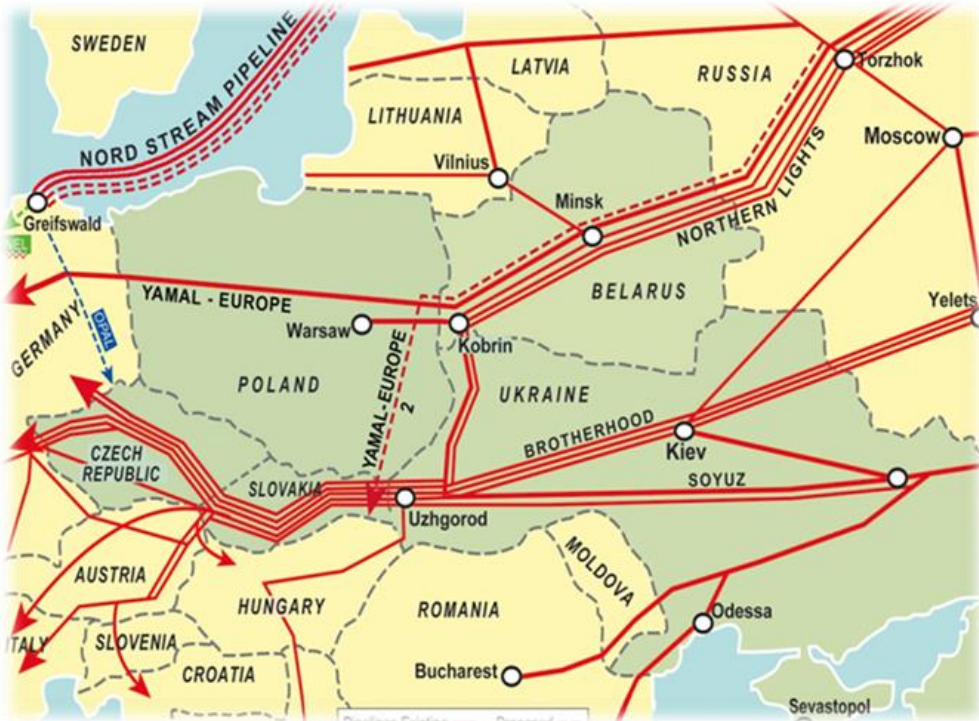 SWEDEN
NORD STREAM PIPELINE
LATVIA
RUSSIA
Torzhok
LITHUANIA
Moscow
Vilnius
NORTHERN LIGHTS
Minsk
Greifswald
BELARUS
YAMAL - EUROPE
Yelets
Warsaw
Kobrin
OPAL
GERMANY
POLAND
YAMAL-EUROPE
2
UKRAINE
BROTHERHOOD
Kiev
CZECH
REPUBLIC
SLOVAKIA
SOYUZ
Uzhgorod
AUSTRIA
HUNGARY
ROMANIA
MOLDOVA
Odessa
ITALY
SLOVENIA
CROATIA
Bucharest
Sevastopol